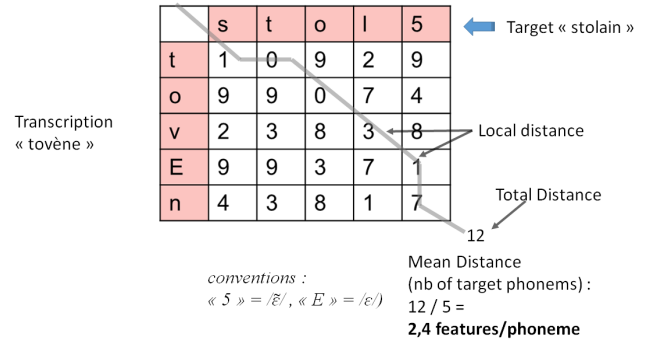 s t o l 5
Target « stolain »
t 1 0 9 2 9
o 9 9 0 7 4
v 2 3 8 3 8
E 9 9 3 7 1
n 4 3 8 1 7
Transcription
« tovène »
Local distance
Total Distance
12
conventions :
« 5 » = /ɛ̃/ , « E » = /ɛ/)
Mean Distance
(nb of target phonems) :
12 / 5 =
2,4 features/phoneme